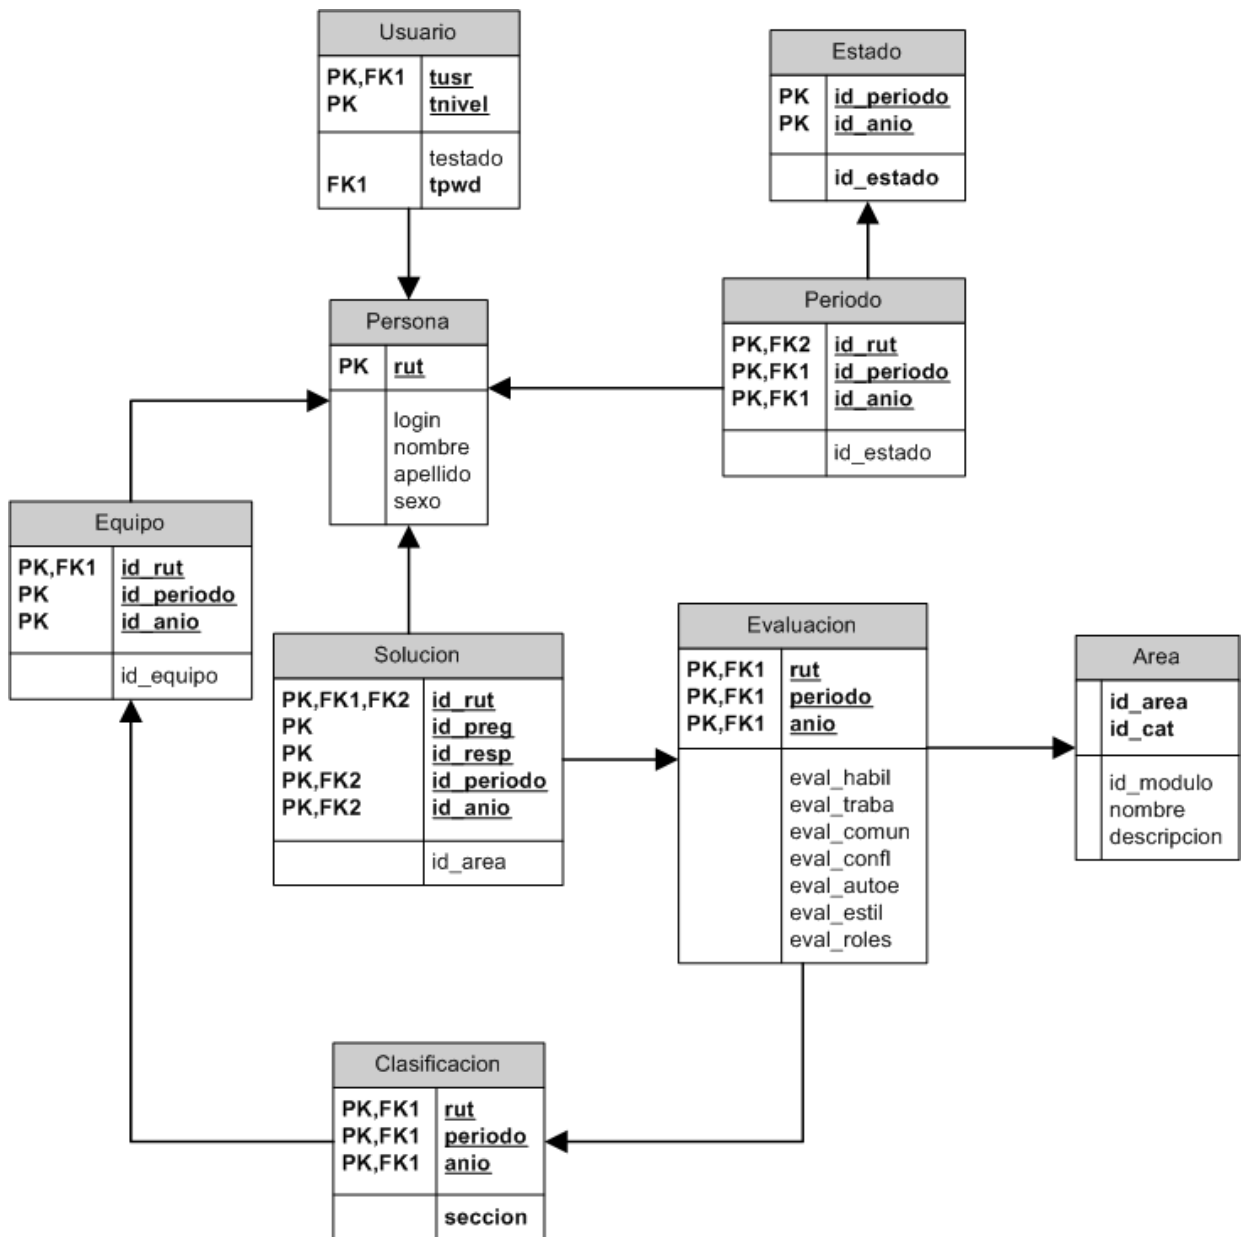 Usuario
PK,FK1 tusr
PK tnivel
testado
FK1 tpwd
Estado
PK id_periodo
PK id_anio
id_estado
Persona
PK rut
login
nombre
apellido
sexo
Periodo
PK,FK2 id_rut
PK,FK1 id_periodo
PK,FK1 id_anio
id_estado
Equipo
PK,FK1 id_rut
PK id_periodo
PK id_anio
id_equipo
Solucion
PK,FK1,FK2 id_rut
PK id_preg
PK id_resp
PK,FK2 id_periodo
PK,FK2 id_anio
id_area
Evaluacion
PK,FK1 rut
PK,FK1 periodo
PK,FK1 anio
eval_habil
eval_traba
eval_comun
eval_confl
eval_autoe
eval_estil
eval_roles
Area
id_area
id_cat
id_modulo
nombre
descripcion
Clasificacion
PK,FK1 rut
PK,FK1 periodo
PK,FK1 anio
seccion